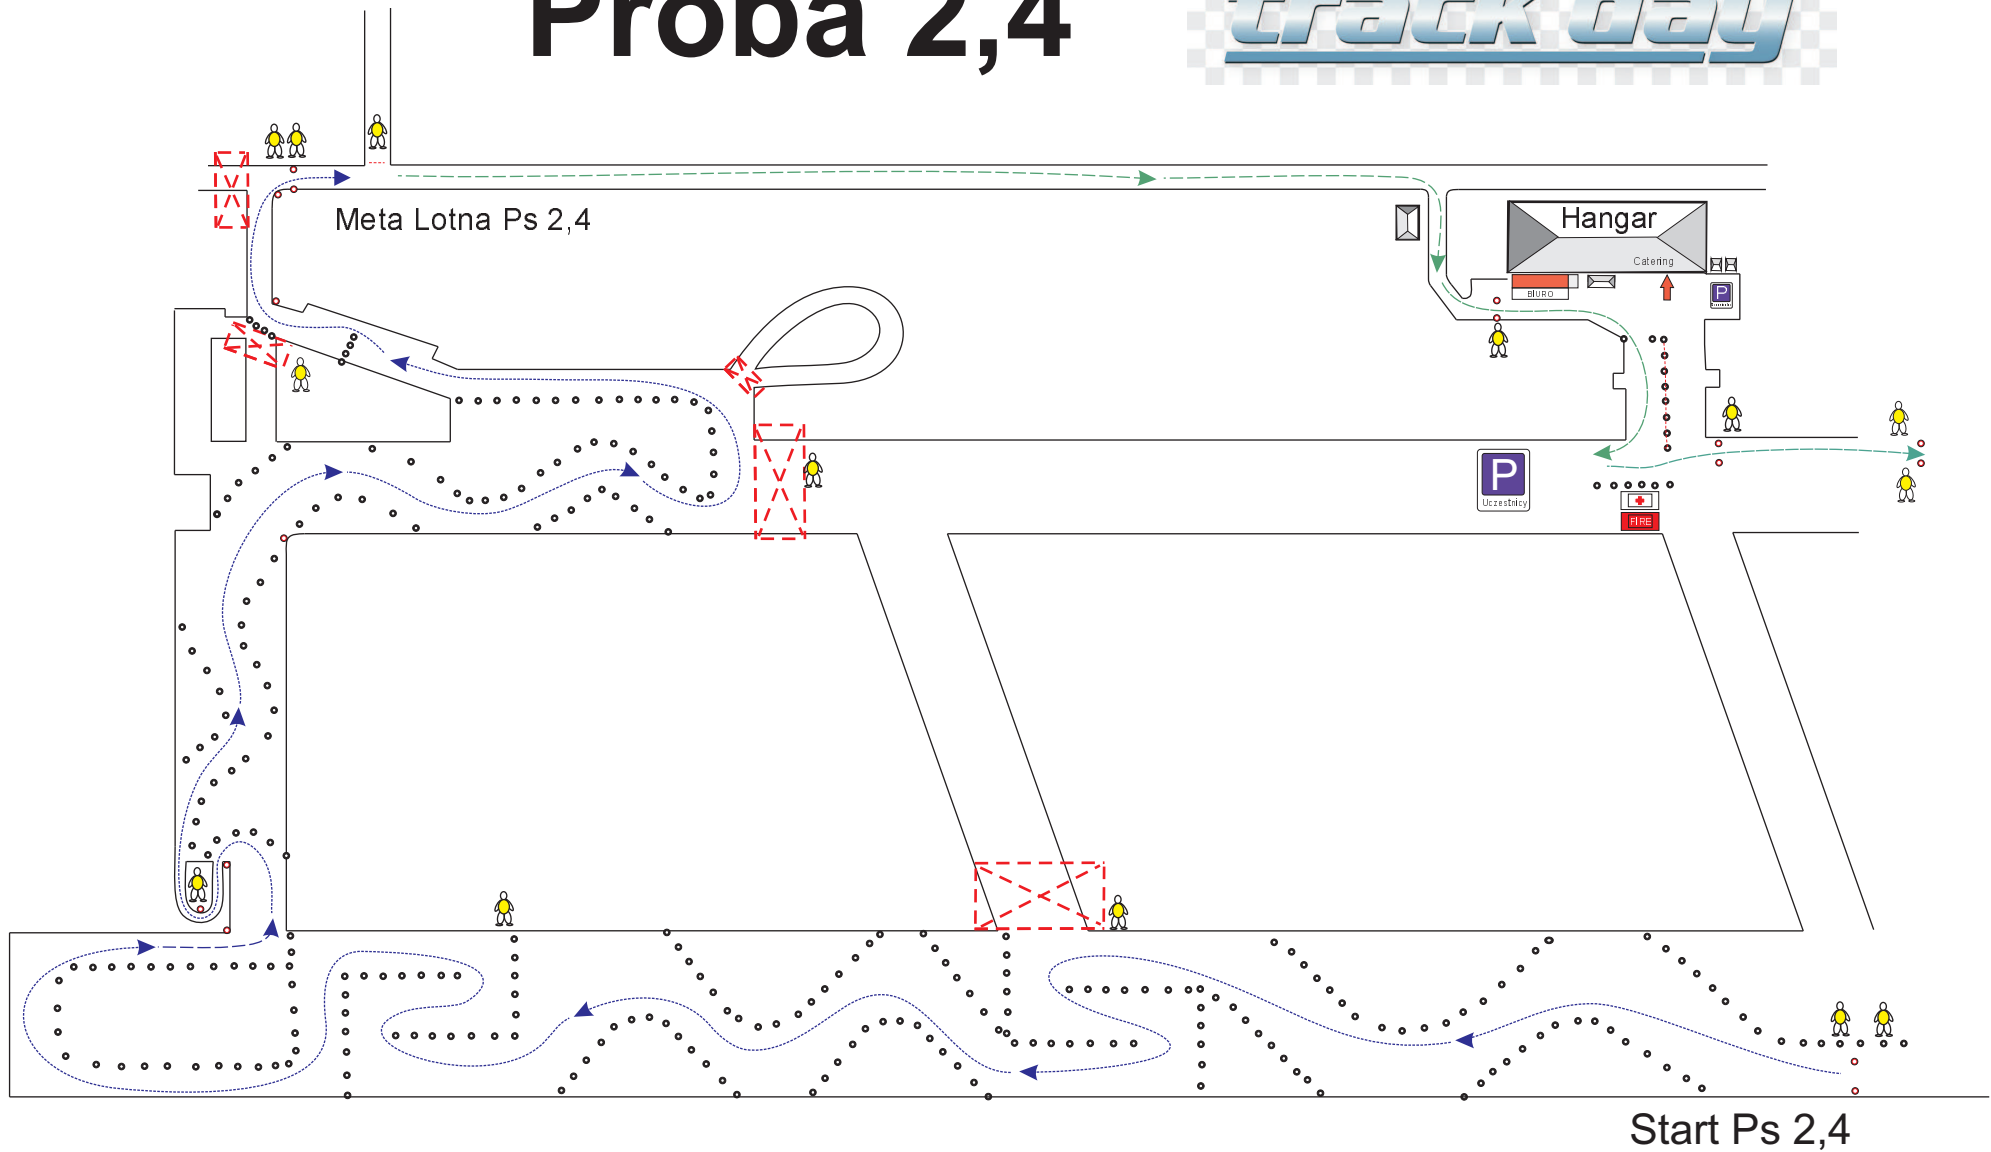 Próba 2,4
track day
Meta Lotna Ps 2,4
Hangar
Catering
BIURO
P
P
Uczestnicy
FIRE
Start Ps 2,4